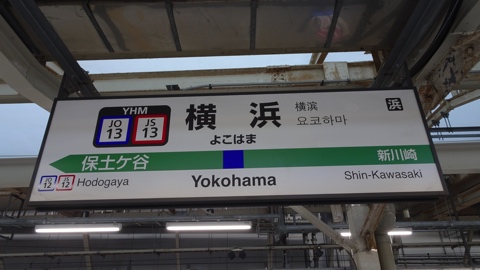 YHM
JO 13
JS 13
横浜
横滨
요코하마
浜
よこはま
保土ケ谷
新川崎
JO 12
JS 12
Hodogaya
Yokohama
Shin-Kawasaki